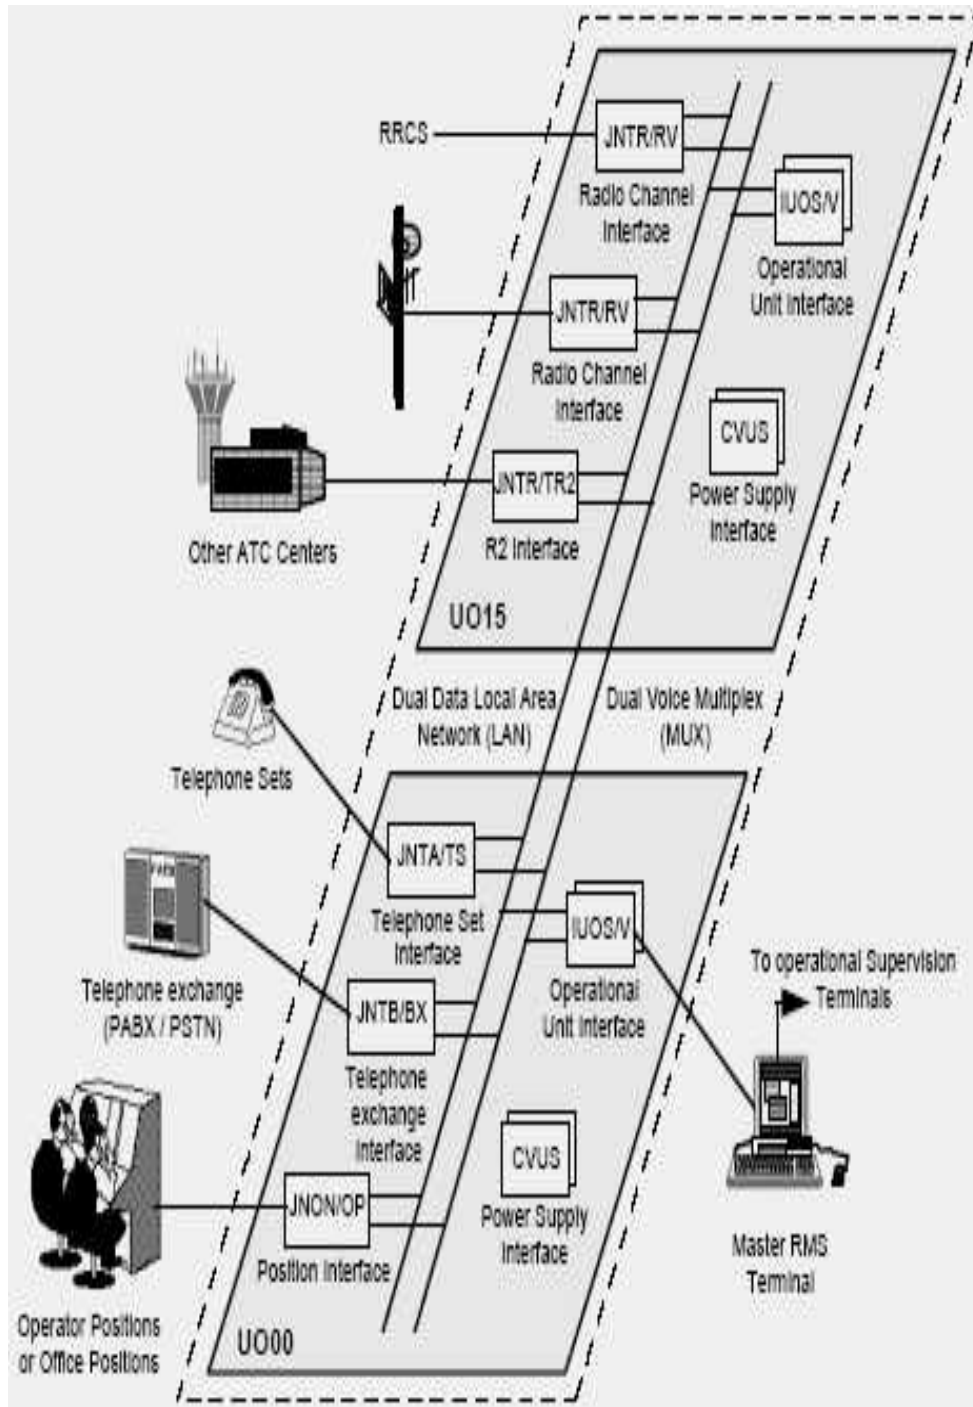 RRCS
JNTR/RV
Radio Channel
Interface
IUOS/V
Operational
Unit Interface
JNTR/RV
Radio Channel
Interface
CVUS
Power Supply
Interface
JNTR/TR2
R2 Interface
Other ATC Centers
UO15
Dual Data Local Area
Network (LAN)
Dual Voice Multiplex
(MUX)
Telephone Sets
JNTA/TS
Telephone Set
Interface
IUOS/V
Operational
Unit Interface
To operational Supervision
Terminals
Telephone exchange
(PABX / PSTN)
JNTB/BX
Telephone
exchange
Interface
CVUS
Power Supply
Interface
JNON/OP
Position Interface
Master RMS
Terminal
Operator Positions
or Office Positions
UO00